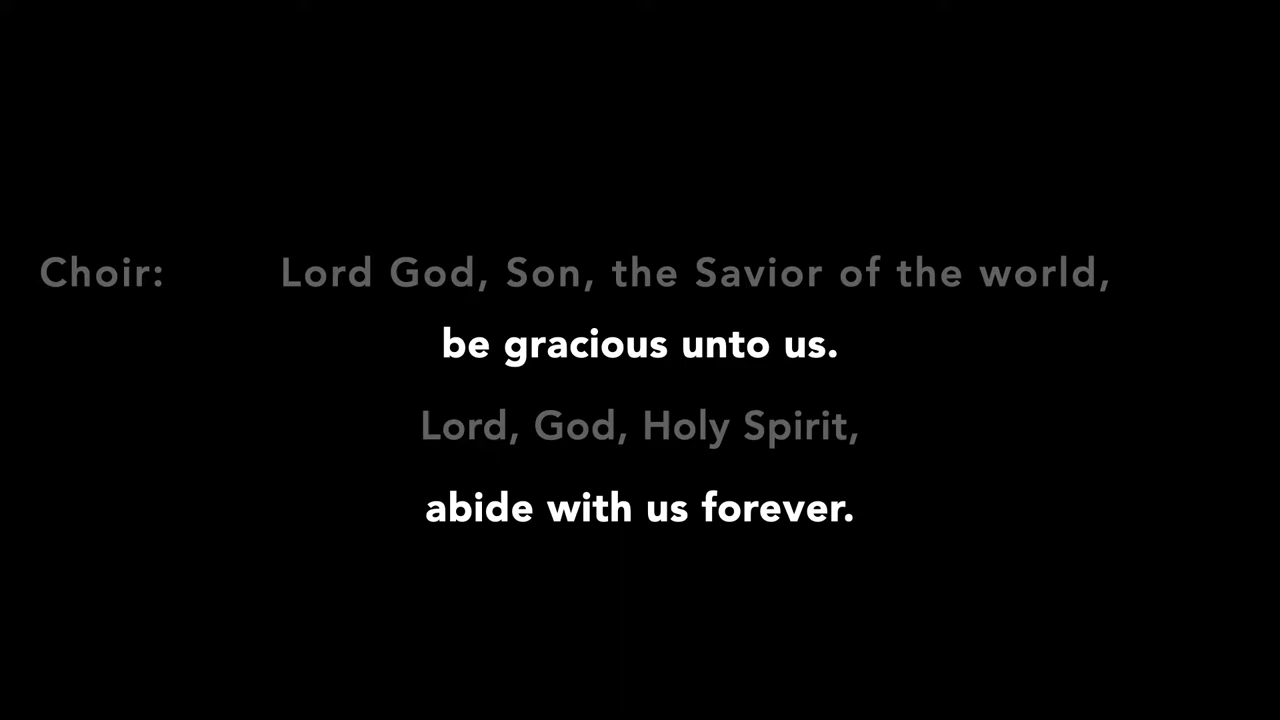 Choir: Lord God, Son, the Savior of the world,
be gracious unto us.
Lord, God, Holy Spirit,
abide with us forever.